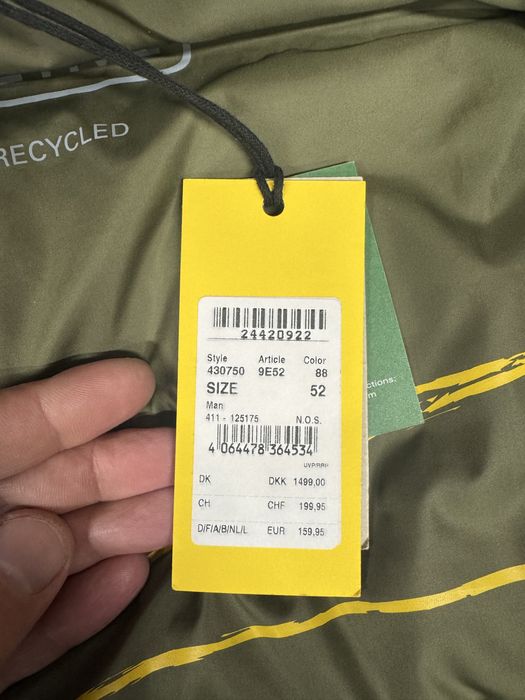 RECYCLED
24420922
Style Article Color
430750 9E52 88
SIZE 52
Man
411 - 125175 N.O.S.
4 064478 364534
UVP/RRP
DK DKK 1499,00
CH CHF 199,95
D/F/A/B/NL/L EUR 159,95
ctions:
m